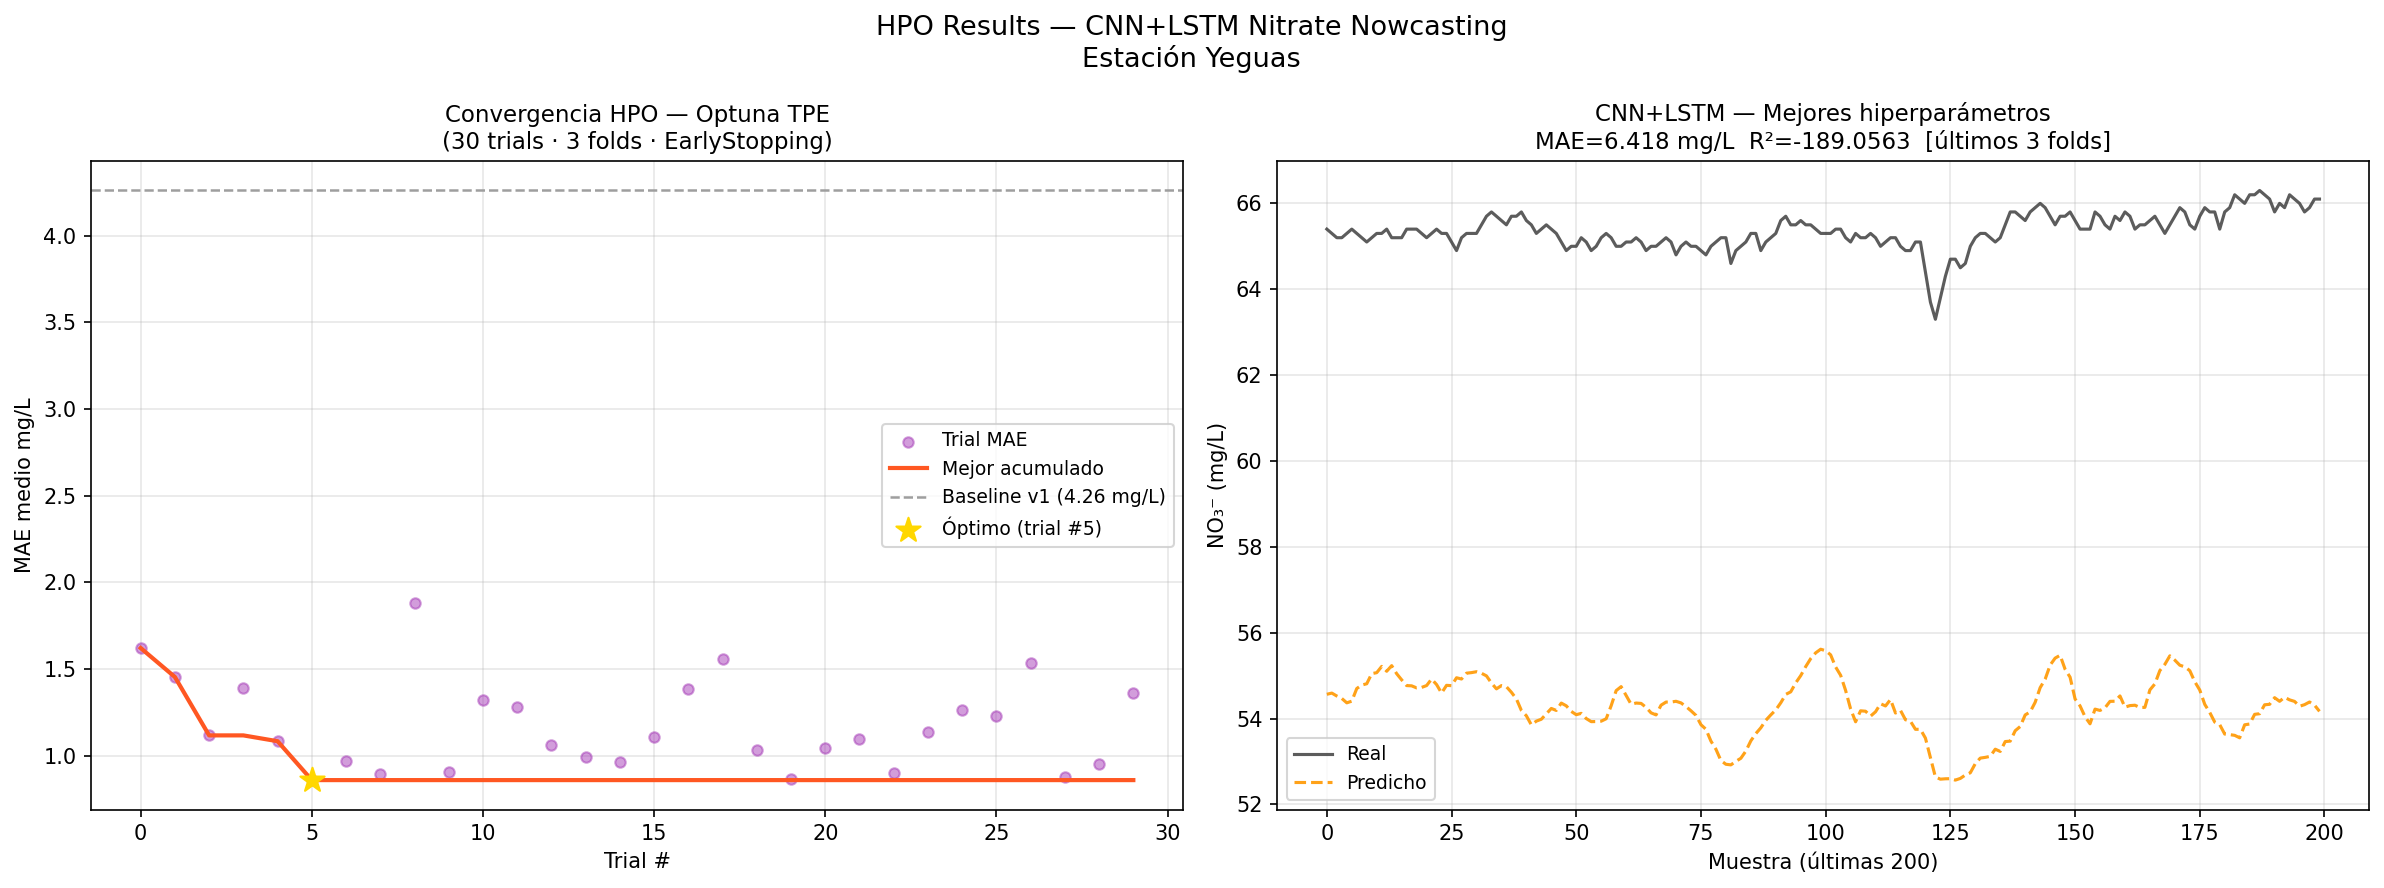 HPO Results — CNN+LSTM Nitrate Nowcasting
Estación Yeguas
Convergencia HPO — Optuna TPE
(30 trials · 3 folds · EarlyStopping)
MAE medio mg/L
4.0
3.5
3.0
2.5
2.0
1.5
1.0
Trial MAE
Mejor acumulado
Baseline v1 (4.26 mg/L)
Óptimo (trial #5)
0
5
10
15
20
25
30
Trial #
CNN+LSTM — Mejores hiperparámetros
MAE=6.418 mg/L  R²=-189.0563  [últimos 3 folds]
NO₃⁻ (mg/L)
66
64
62
60
58
56
54
52
Real
Predicho
0
25
50
75
100
125
150
175
200
Muestra (últimas 200)